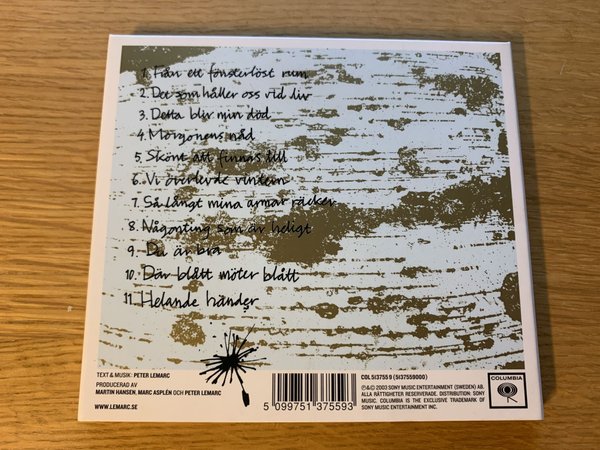 1. Från ett fönsterlöst rum
2. Det som håller oss vid liv
3. Detta blir min död
4. Morgonens nåd
5. Skönt att finnas till
6. Vi överlevde vintern
7. Så långt mina armar räcker
8. Någonting som är heligt
9. Du är bra
10. Där blått möter blått
11. Helande händer
TEXT & MUSIK: PETER LEMARC
PRODUCERAD AV
MARTIN HANSEN, MARC ASPLÉN OCH PETER LEMARC
WWW.LEMARC.SE
5 099751 375593
COL 513755 9 (5137559000)
℗&© 2003 SONY MUSIC ENTERTAINMENT (SWEDEN) AB.
ALLA RÄTTIGHETER RESERVERADE. DISTRIBUTION: SONY
MUSIC. COLUMBIA IS THE EXCLUSIVE TRADEMARK OF
SONY MUSIC ENTERTAINMENT INC.
COLUMBIA